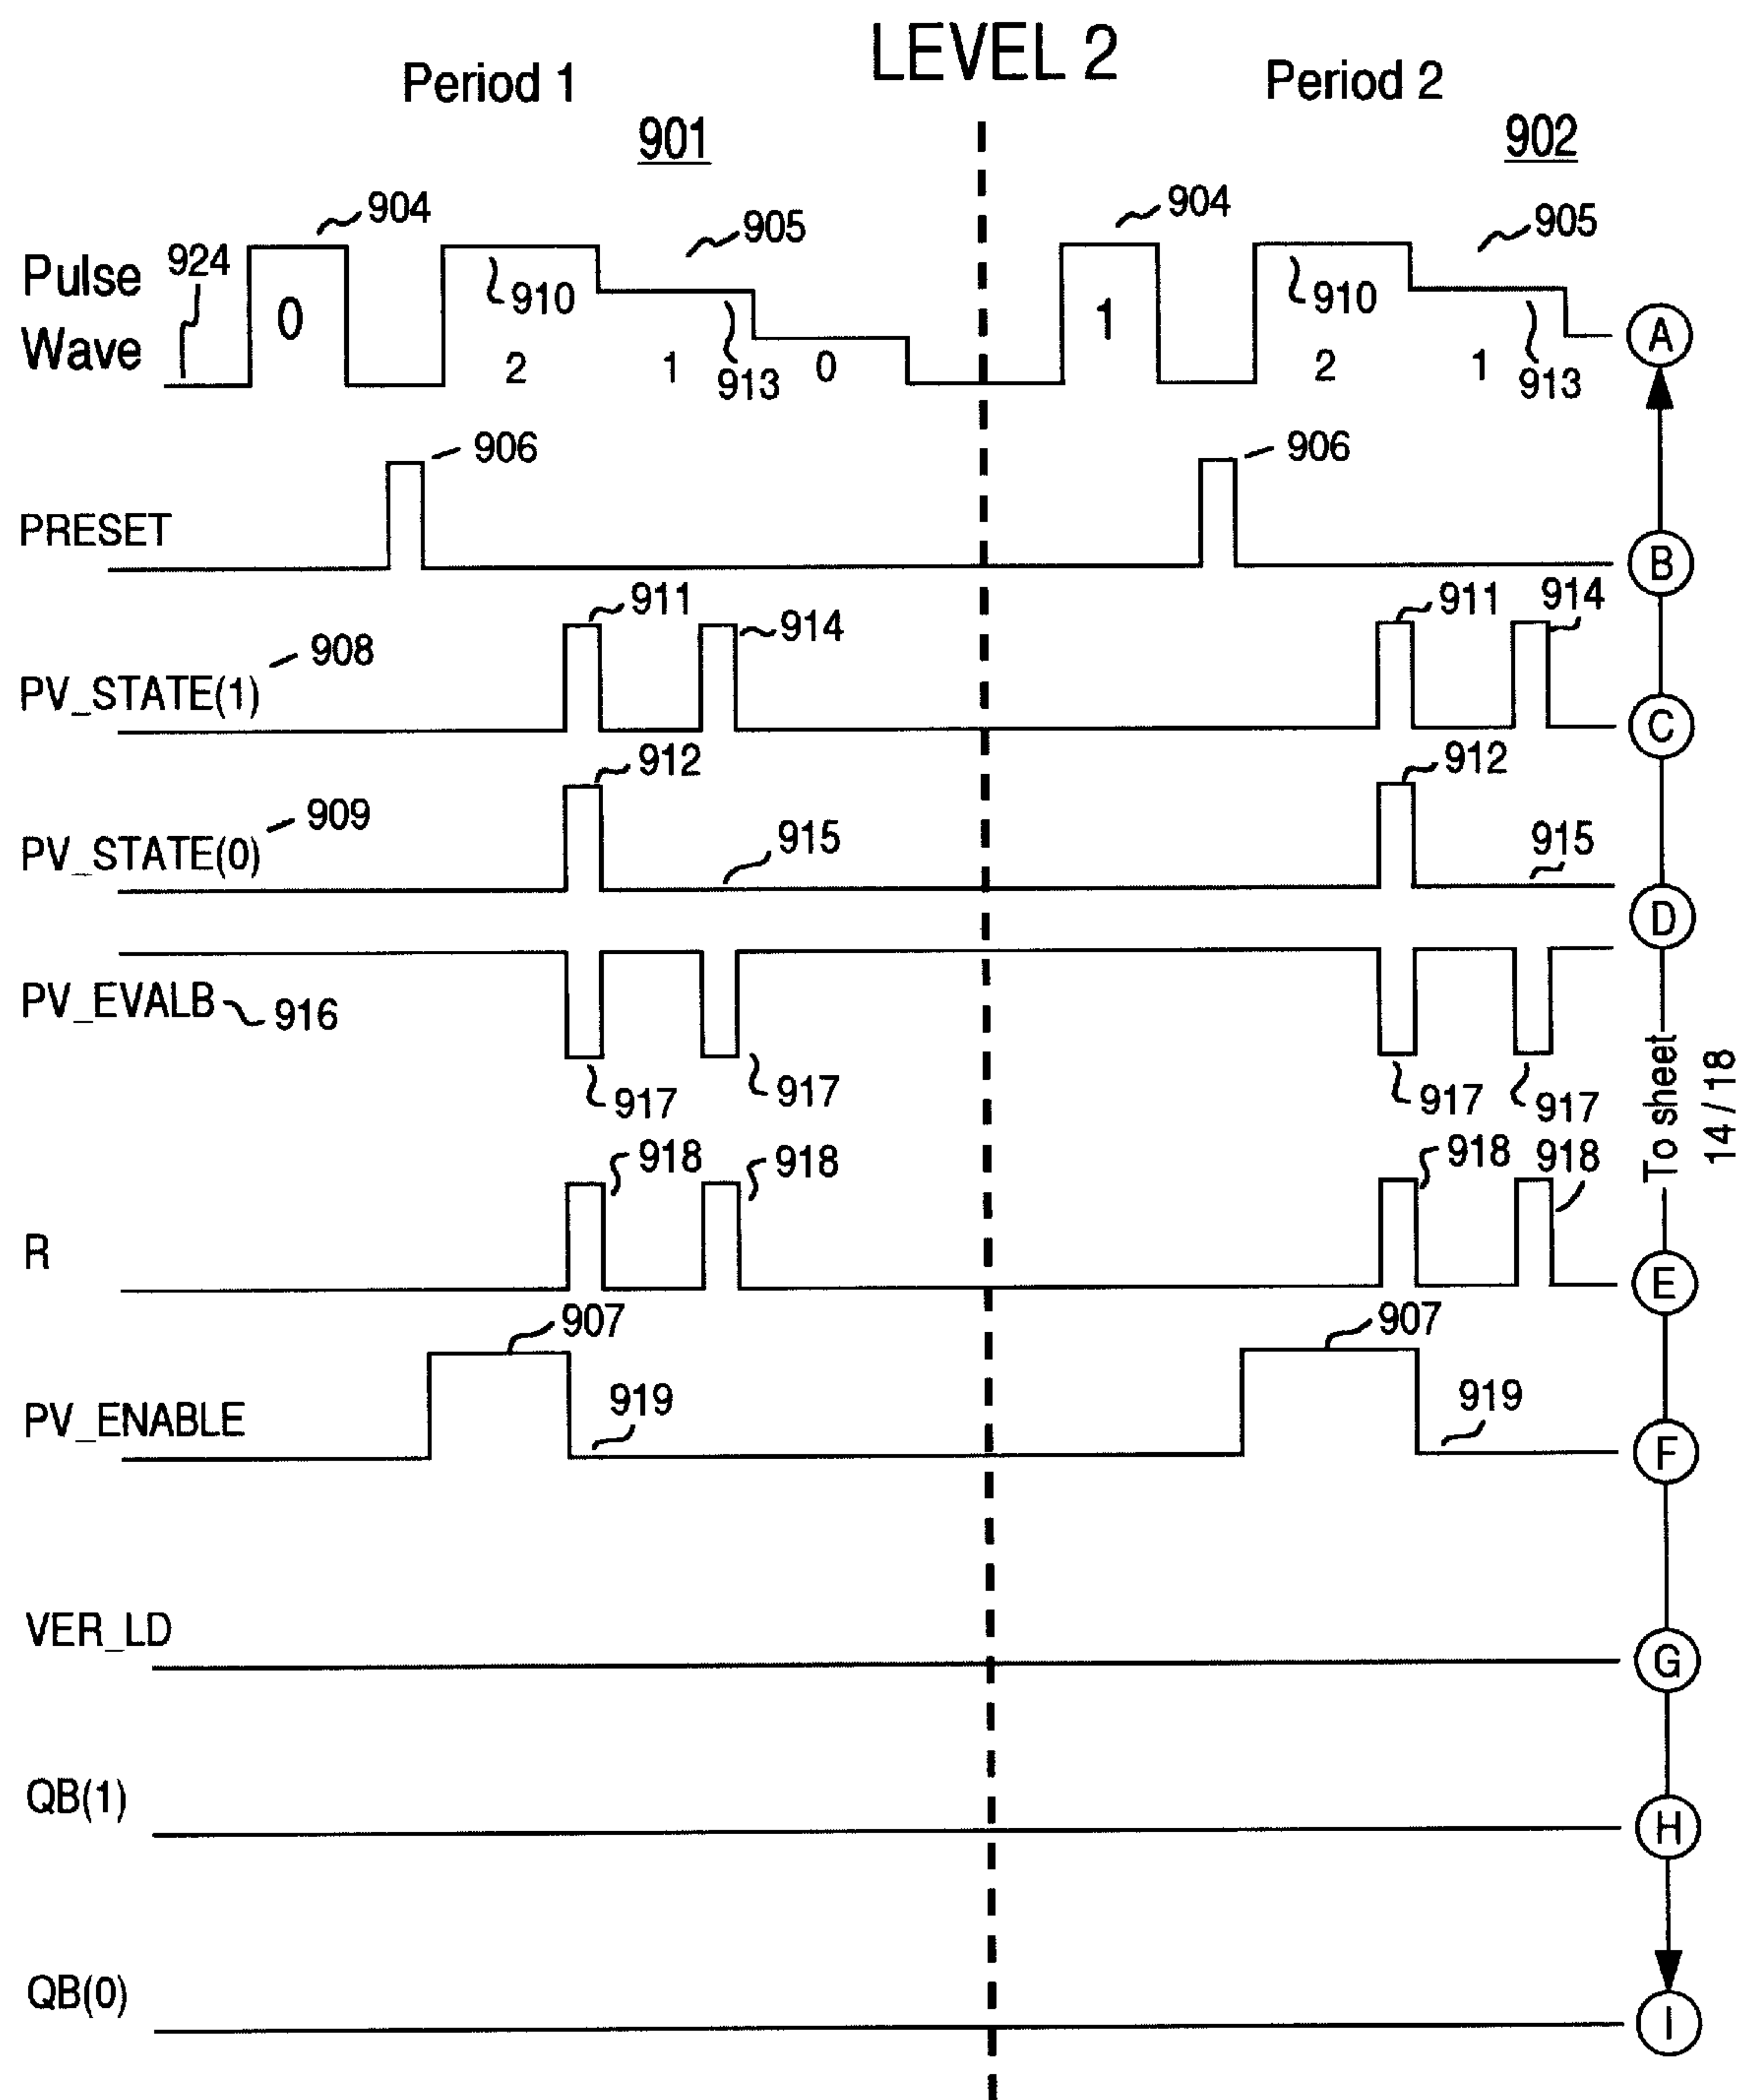 LEVEL 2
Period 1
Period 2
901
902
904
905
904
905
Pulse
Wave
924
0
910
2
1
913
0
1
910
2
1
913
A
906
906
PRESET
B
911
914
911
914
908
PV_STATE(1)
C
912
912
909
PV_STATE(0)
915
915
D
PV_EVALB
916
917
917
917
917
To sheet
14 / 18
918
918
918
918
R
E
907
907
PV_ENABLE
919
919
F
VER_LD
G
QB(1)
H
QB(0)
I